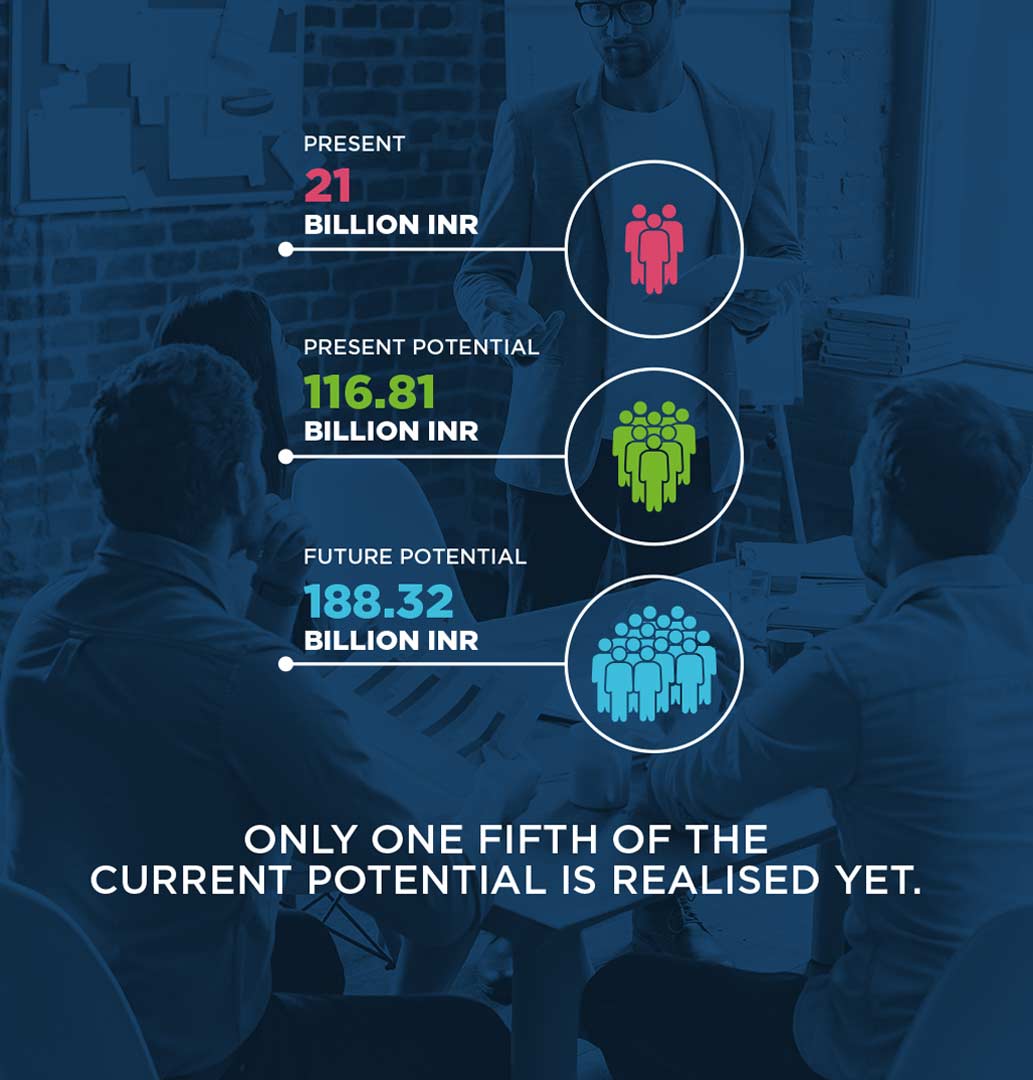 PRESENT
21
BILLION INR
PRESENT POTENTIAL
116.81
BILLION INR
FUTURE POTENTIAL
188.32
BILLION INR
ONLY ONE FIFTH OF THE
CURRENT POTENTIAL IS REALISED YET.